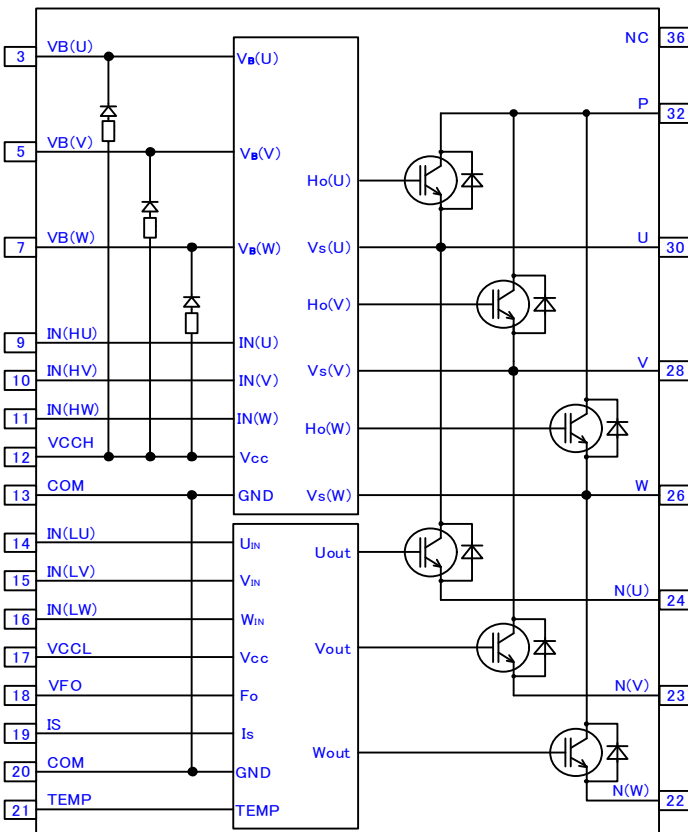 VB(U)
3
VB(U)
NC
36
P
32
VB(V)
5
VB(V)
Ho(U)
VB(W)
7
VB(W)
Vs(U)
U
30
Ho(V)
IN(HU)
9
IN(U)
IN(HV)
10
IN(V)
Vs(V)
V
28
IN(HW)
11
IN(W)
Ho(W)
VCCH
12
Vcc
COM
13
GND
Vs(W)
W
26
IN(LU)
14
UIN
Uout
IN(LV)
15
VIN
N(U)
24
IN(LW)
16
WIN
VCCL
17
Vcc
Vout
VFO
18
Fo
N(V)
23
IS
19
Is
Wout
COM
20
GND
N(W)
22
TEMP
21
TEMP